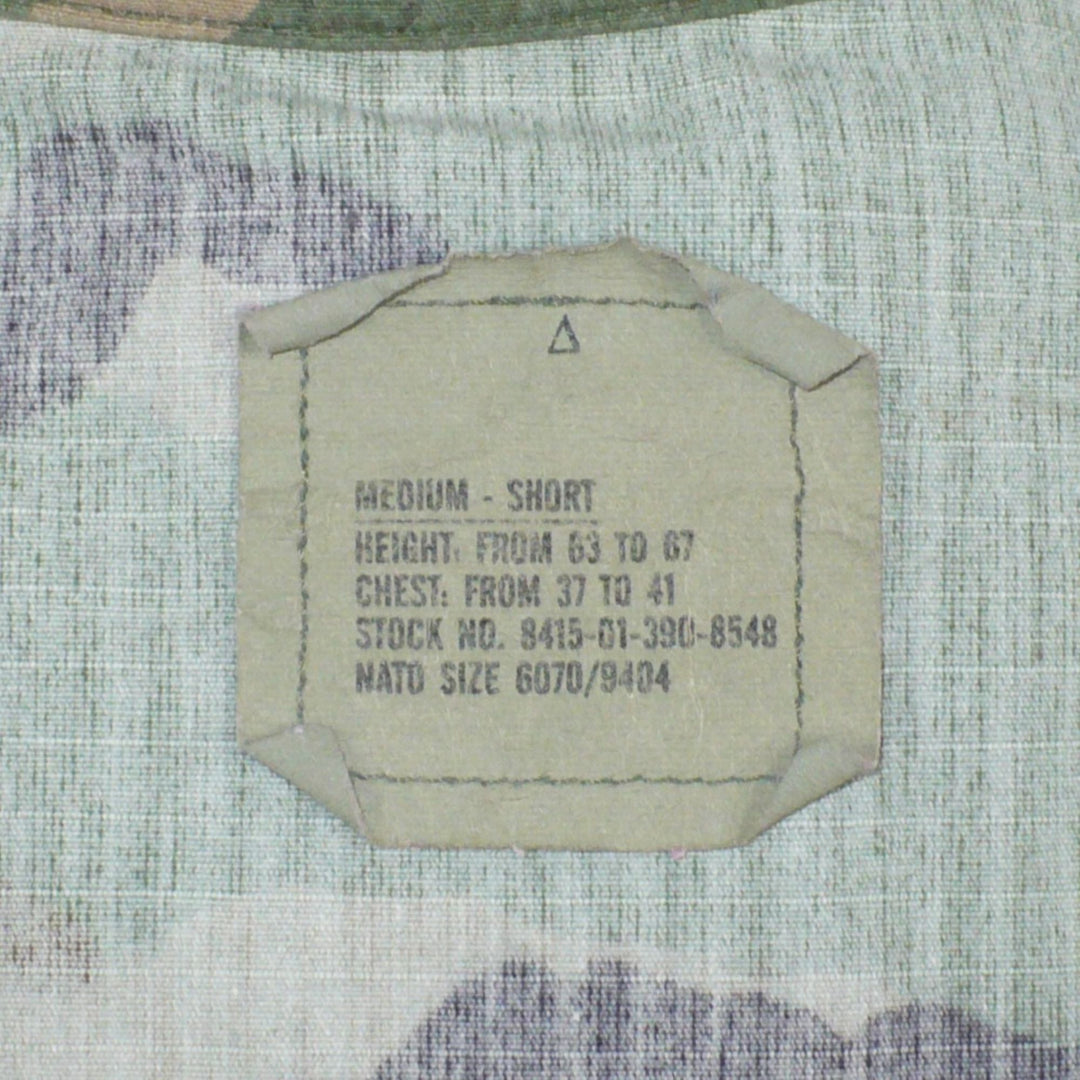 MEDIUM - SHORT
HEIGHT: FROM 63 TO 67
CHEST: FROM 37 TO 41
STOCK NO. 8415-01-390-8548
NATO SIZE 6070/9404